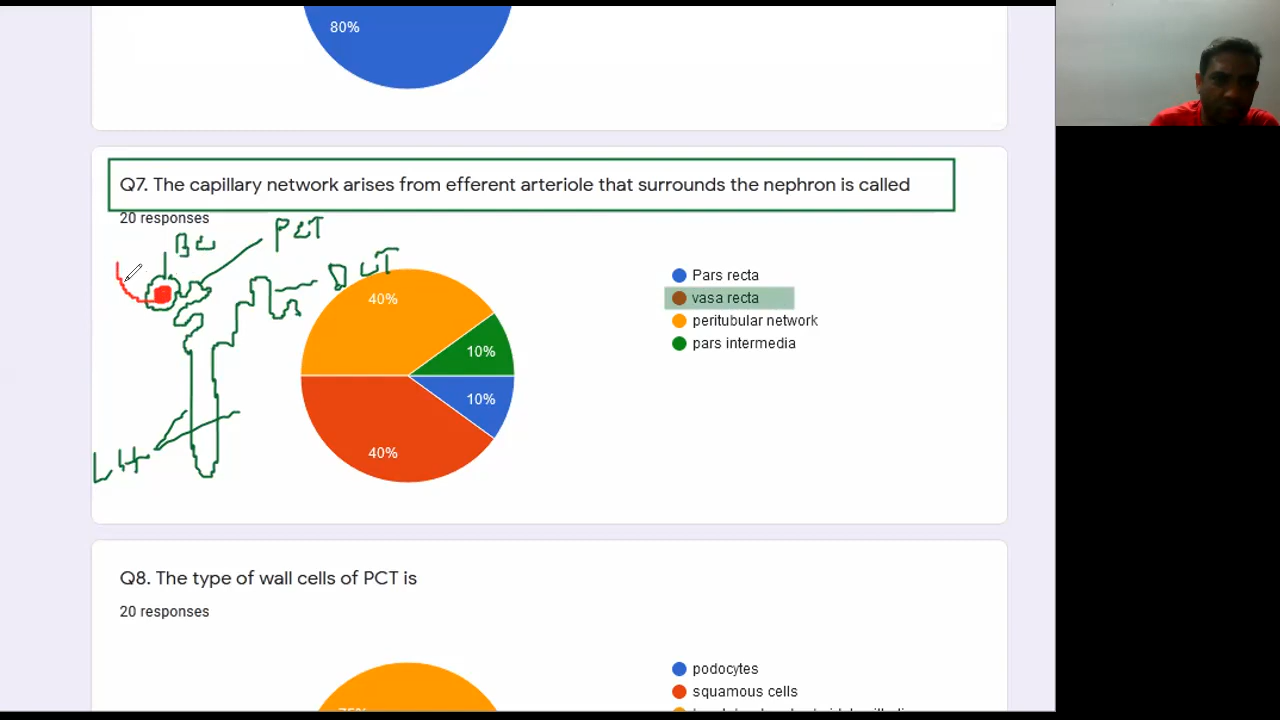 80%
Q7. The capillary network arises from efferent arteriole that surrounds the nephron is called
20 responses
BC
PCT
DCT
LH
40%
10%
10%
40%
Pars recta
vasa recta
peritubular network
pars intermedia
Q8. The type of wall cells of PCT is
20 responses
podocytes
squamous cells
75%